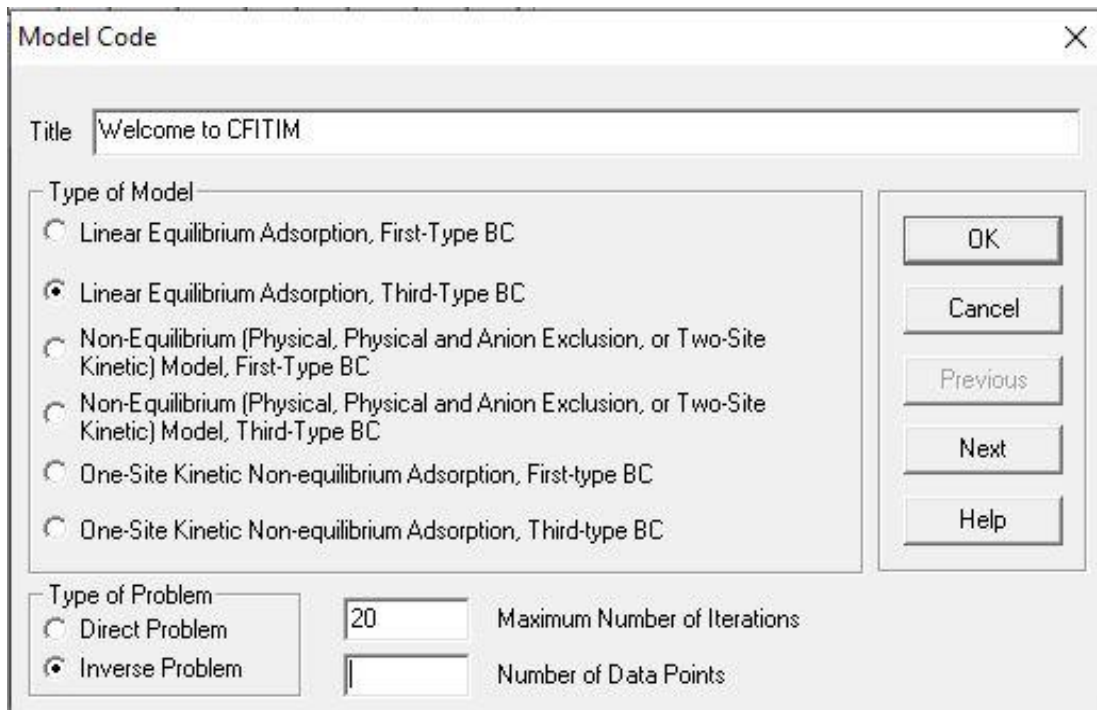 Model Code
Title Welcome to CFITIM
Type of Model
Linear Equilibrium Adsorption, First-Type BC
Linear Equilibrium Adsorption, Third-Type BC
Non-Equilibrium (Physical, Physical and Anion Exclusion, or Two-Site
Kinetic) Model, First-Type BC
Non-Equilibrium (Physical, Physical and Anion Exclusion, or Two-Site
Kinetic) Model, Third-Type BC
One-Site Kinetic Non-equilibrium Adsorption, First-type BC
One-Site Kinetic Non-equilibrium Adsorption, Third-type BC
OK
Cancel
Previous
Next
Help
Type of Problem
Direct Problem
Inverse Problem
20 Maximum Number of Iterations
Number of Data Points